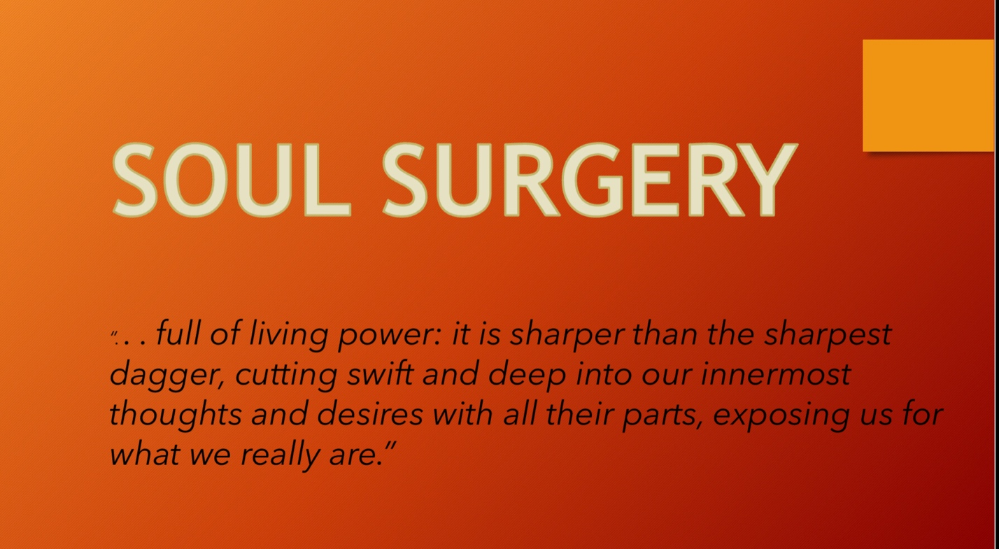 SOUL SURGERY
“. . . full of living power: it is sharper than the sharpest
dagger, cutting swift and deep into our innermost
thoughts and desires with all their parts, exposing us for
what we really are.”